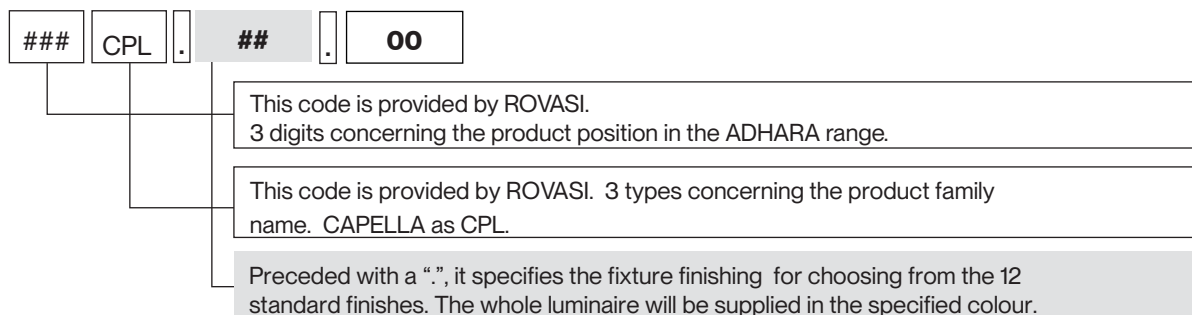 ### CPL . ## . 00
This code is provided by ROVASI.
3 digits concerning the product position in the ADHARA range.
This code is provided by ROVASI. 3 types concerning the product family
name. CAPELLA as CPL.
Preceded with a “.”, it specifies the fixture finishing for choosing from the 12
standard finishes. The whole luminaire will be supplied in the specified colour.